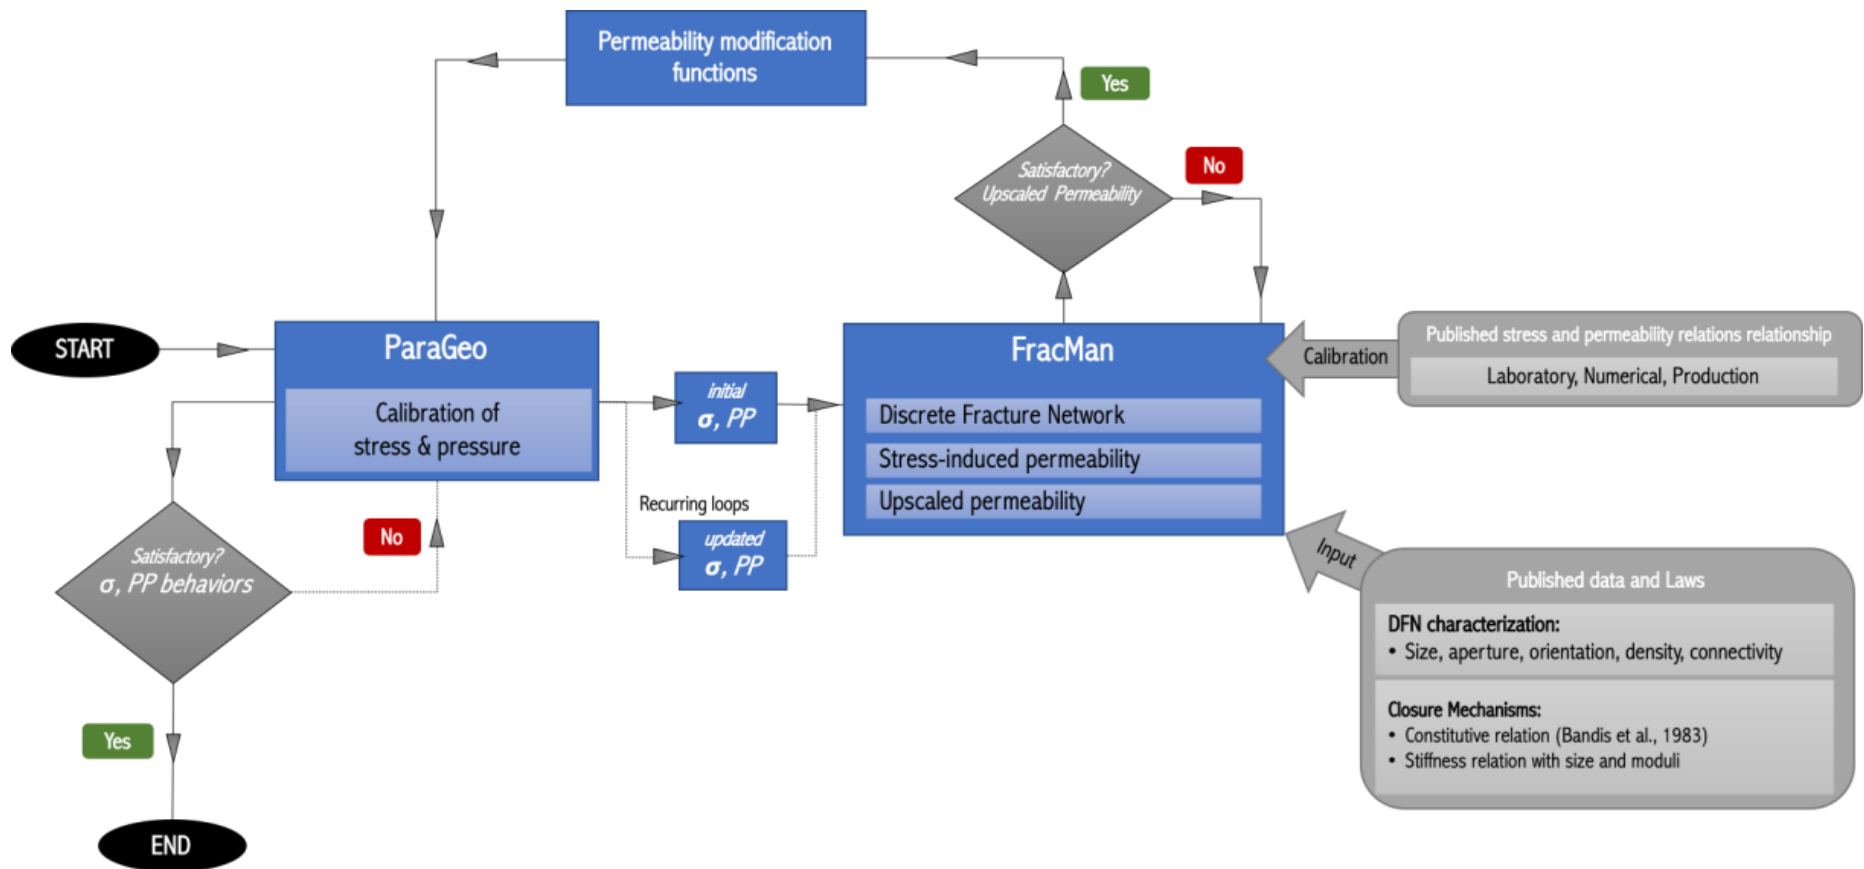 Permeability modification
functions
Yes
Satisfactory?
Upscaled Permeability
No
START
ParaGeo
Calibration of
stress & pressure
initial
σ, PP
Recurring loops
updated
σ, PP
FracMan
Discrete Fracture Network
Stress-induced permeability
Upscaled permeability
Calibration
Published stress and permeability relations relationship
Laboratory, Numerical, Production
Input
Published data and Laws
DFN characterization:
• Size, aperture, orientation, density, connectivity
Closure Mechanisms:
• Constitutive relation (Bandis et al., 1983)
• Stiffness relation with size and moduli
No
Satisfactory?
σ, PP behaviors
Yes
END